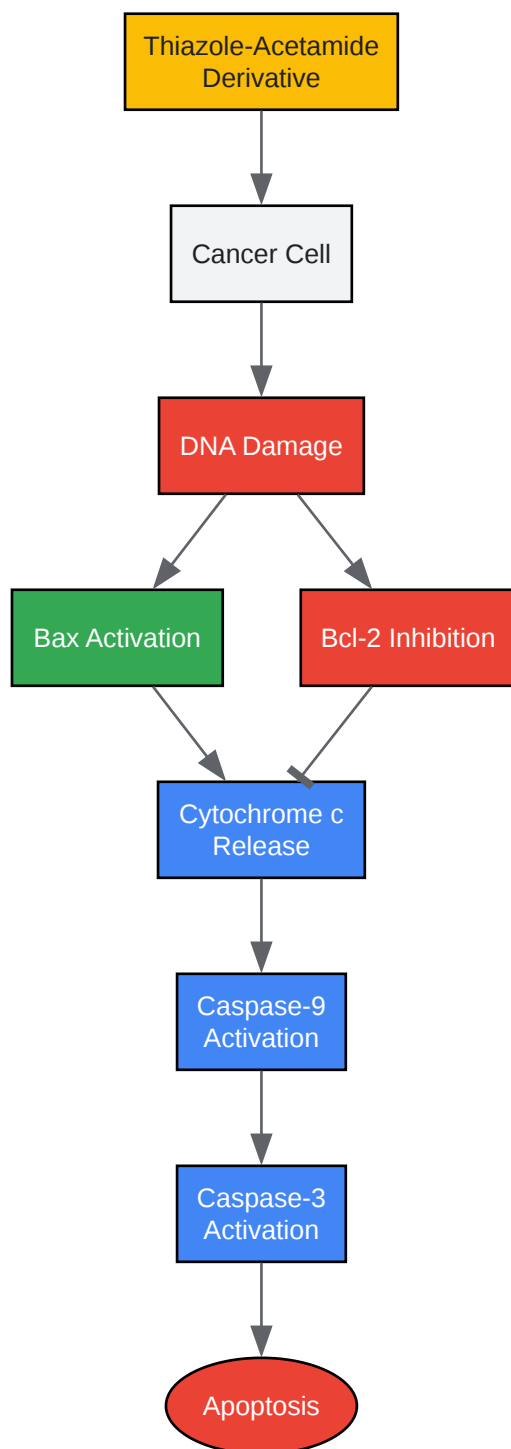 Thiazole-Acetamide
Derivative
Cancer Cell
DNA Damage
Bax Activation
Bcl-2 Inhibition
Cytochrome c
Release
Caspase-9
Activation
Caspase-3
Activation
Apoptosis